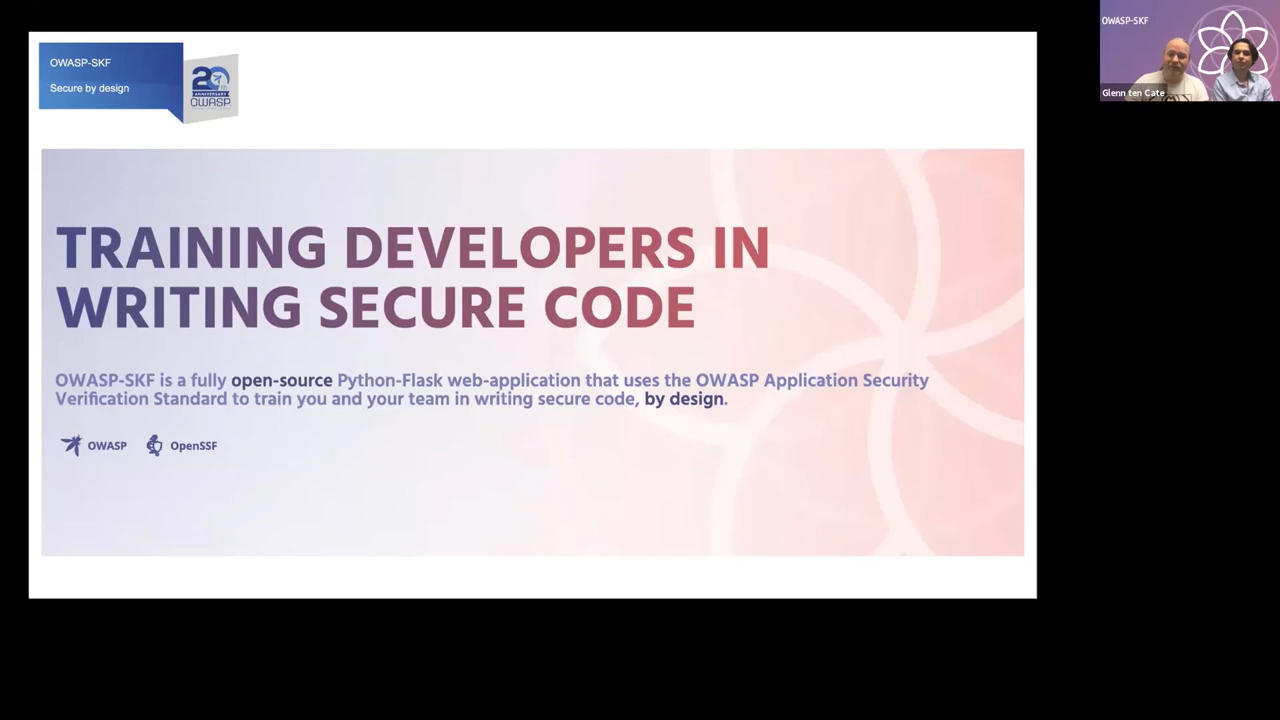 OWASP-SKF
Secure by design
20
ANNIVERSARY
OWASP
TRAINING DEVELOPERS IN
WRITING SECURE CODE
OWASP-SKF is a fully open-source Python-Flask web-application that uses the OWASP Application Security
Verification Standard to train you and your team in writing secure code, by design.
OWASP
OpenSSF
OWASP-SKF
Glenn ten Cate